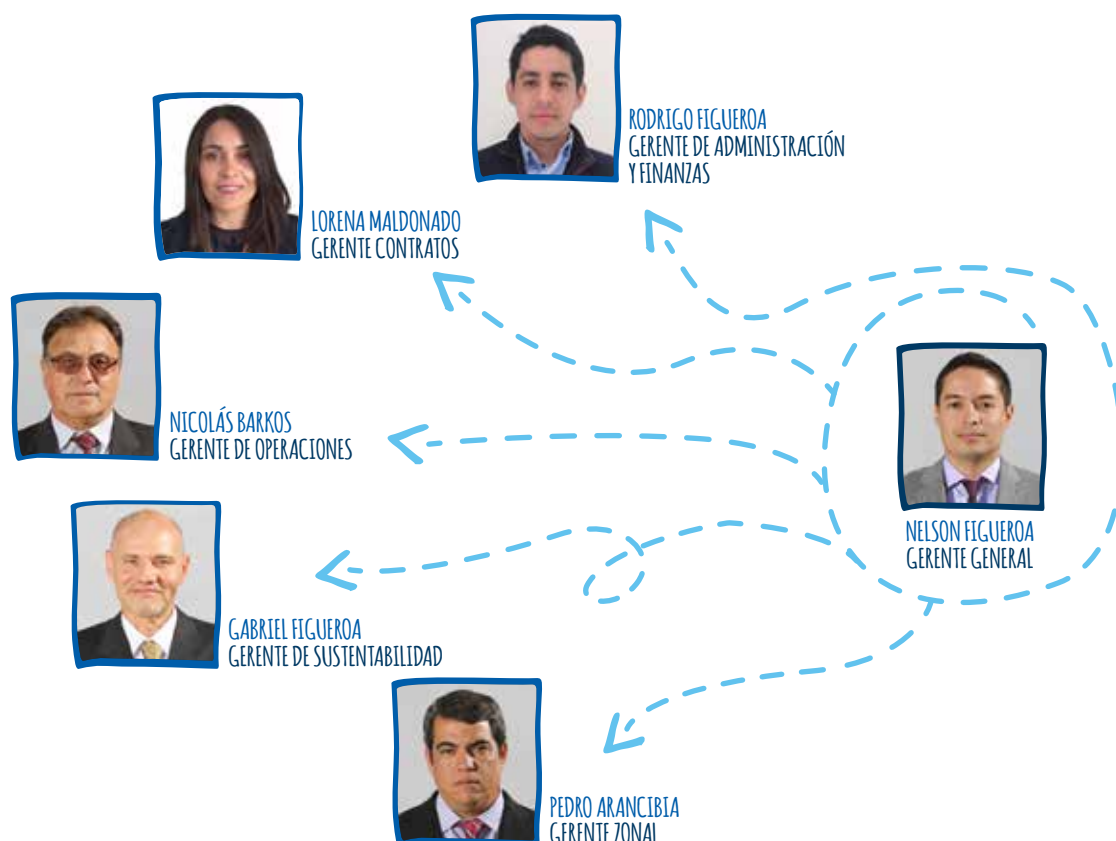 RODRIGO FIGUEROA
GERENTE DE ADMINISTRACIÓN
Y FINANZAS
LORENA MALDONADO
GERENTE CONTRATOS
NICOLÁS BARKOS
GERENTE DE OPERACIONES
NELSON FIGUEROA
GERENTE GENERAL
GABRIEL FIGUEROA
GERENTE DE SUSTENTABILIDAD
PEDRO ARANCIBIA
GERENTE ZONAL